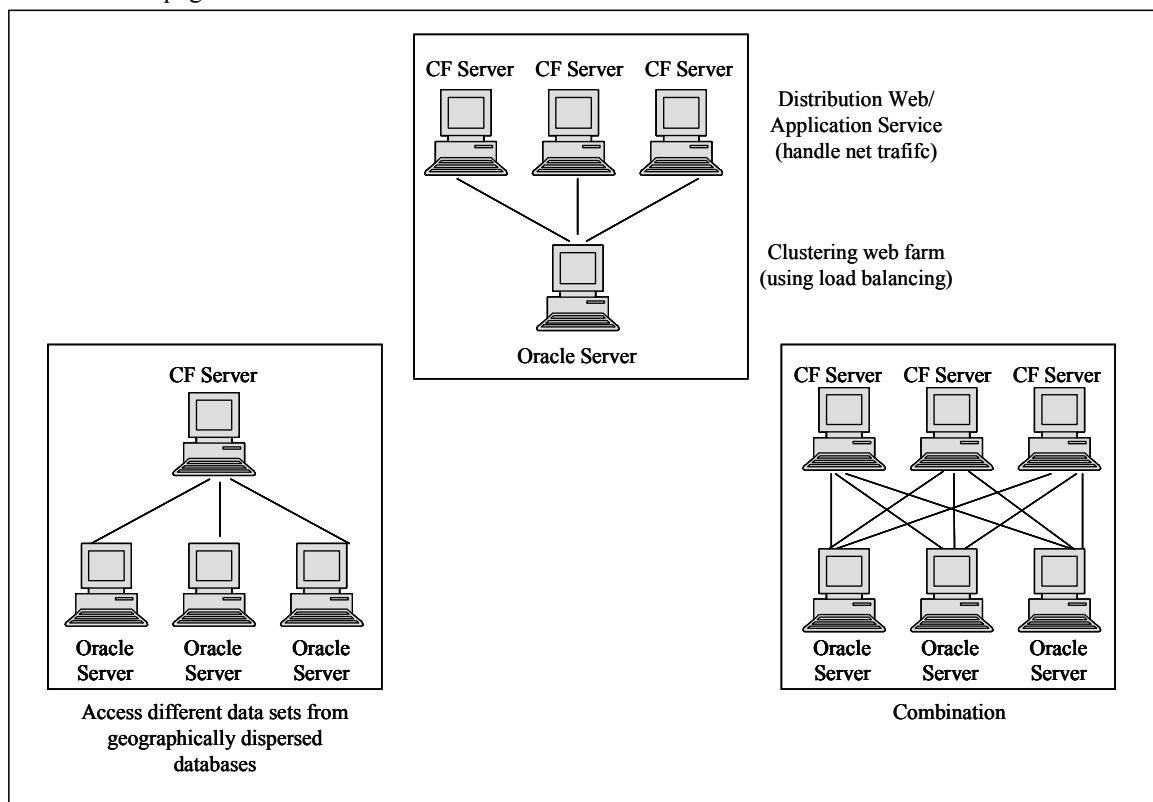 CF Server CF Server CF Server
Distribution Web/
Application Service
(handle net trafifc)
Clustering web farm
(using load balancing)
Oracle Server
CF Server
Oracle Server
Oracle Server
Oracle Server
Access different data sets from
geographically dispersed
databases
CF Server CF Server CF Server
Oracle Server
Oracle Server
Oracle Server
Combination